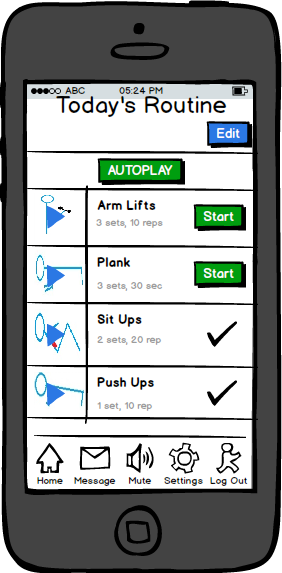 ABC 05:24 PM
Today's Routine
Edit
AUTOPLAY
Arm Lifts
3 sets, 10 reps
Start
Plank
3 sets, 30 sec
Start
Sit Ups
2 sets, 20 rep
Push Ups
1 set, 10 rep
Home Message Mute Settings Log Out